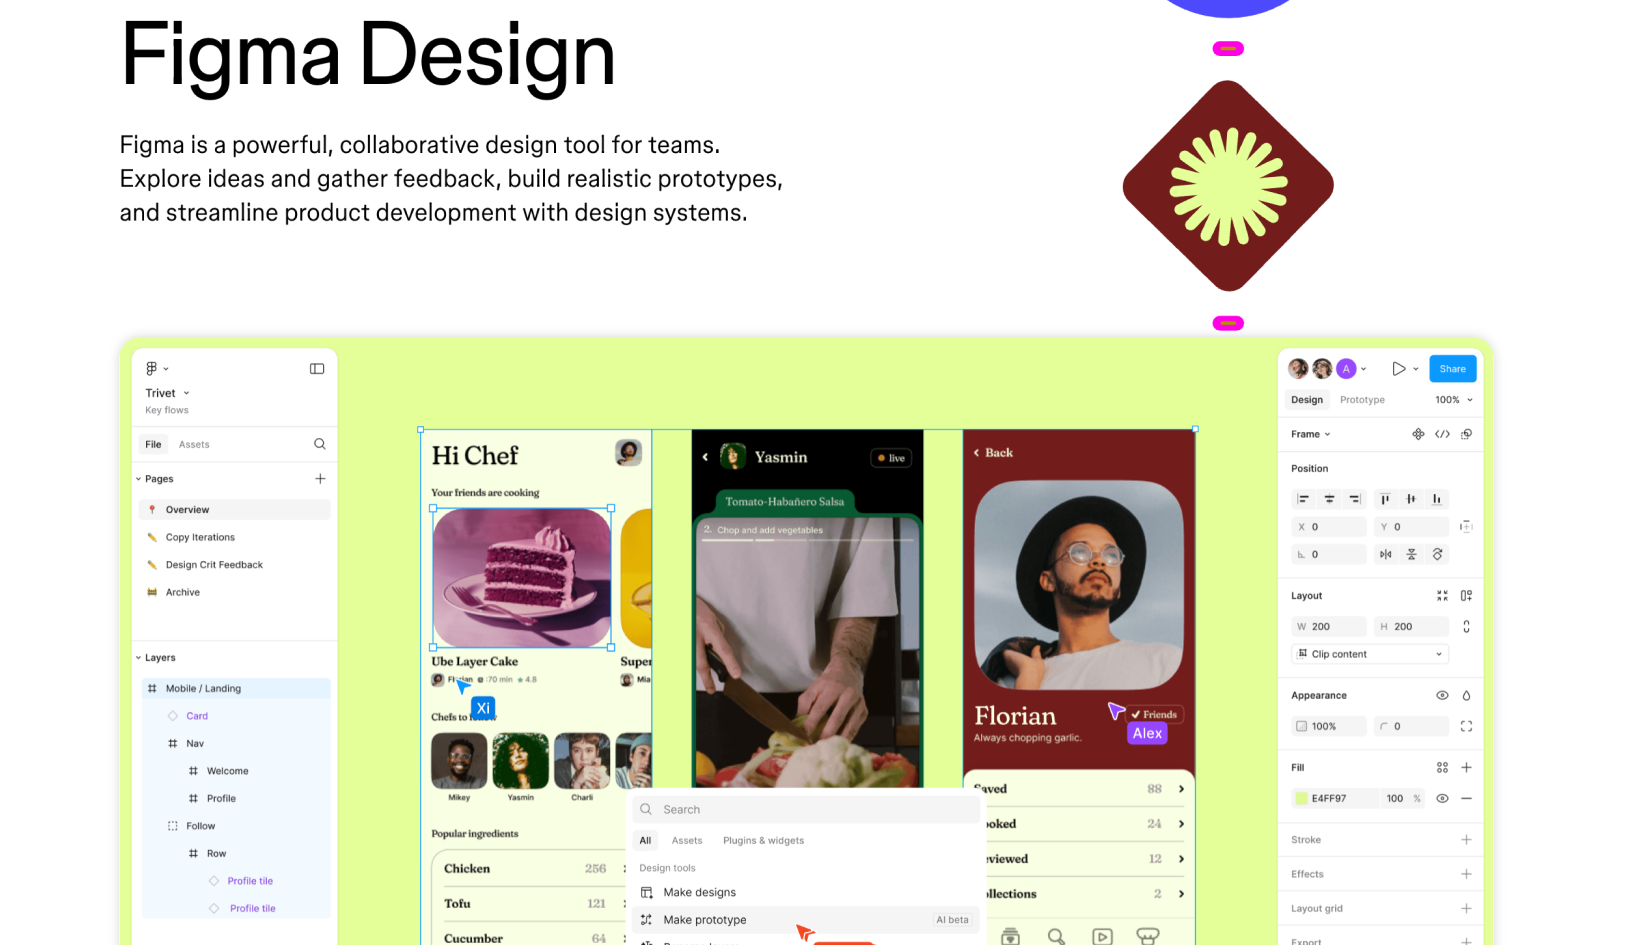 Figma Design
Figma is a powerful, collaborative design tool for teams.
Explore ideas and gather feedback, build realistic prototypes,
and streamline product development with design systems.
Trivet
Key flows
File
Assets
Pages
Overview
Copy Iterations
Design Crit Feedback
Archive
Layers
Mobile / Landing
Card
Nav
Welcome
Profile
Follow
Row
Profile tile
Profile tile
Hi Chef
Your friends are cooking
Ube Layer Cake
Super
70 min
4.8
Mia
Xi
Chefs to
Mikey
Yasmin
Charli
Popular ingredients
Chicken 256
Tofu 121
Cucumber 64
Yasmin
live
Tomato-Habañero Salsa
2. Chop and add vegetables
Back
Florian
Friends
Always chopping garlic.
Alex
88
24
12
2
Search
All
Assets
Plugins & widgets
Design tools
Make designs
Make prototype
AI beta
A
Share
Design
Prototype
100%
Frame
Position
X 0
Y 0
0
Layout
W 200
H 200
Clip content
Appearance
100%
0
Fill
E4FF97
100 %
Stroke
Effects
Layout grid
Export